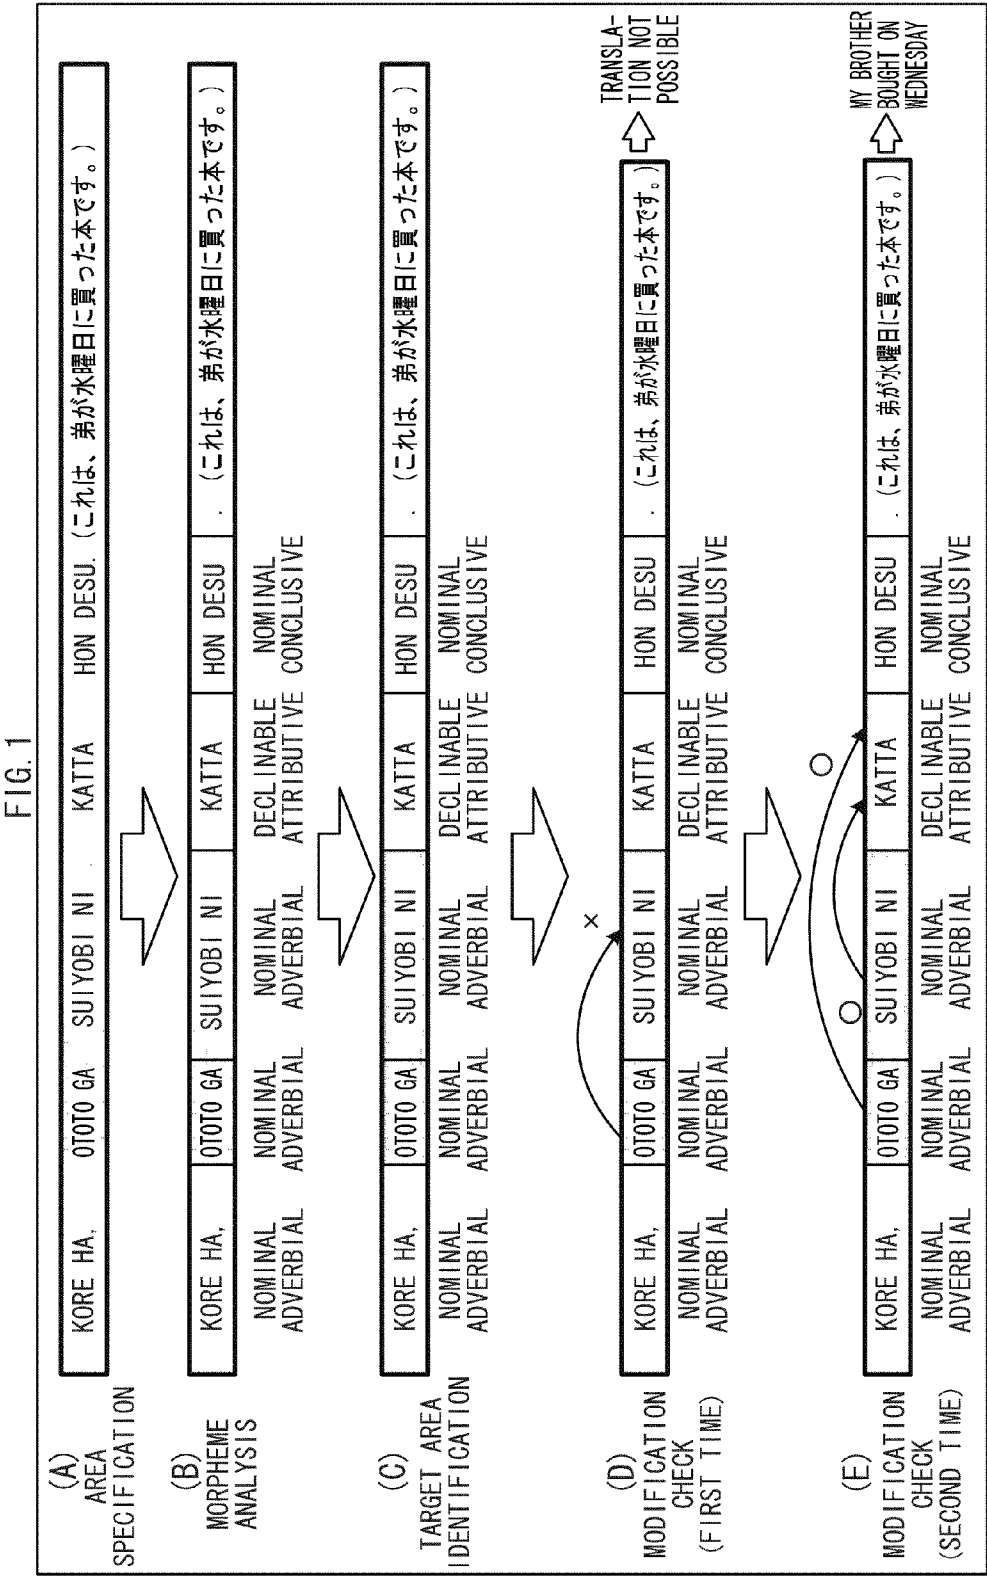 FIG. 1
(A)
AREA
SPECIFICATION
KORE HA, OTOTO GA SUIYOBI NI KATTA HON DESU. (これは、弟が水曜日に買った本です。)
(B)
MORPHEME
ANALYSIS
KORE HA, OTOTO GA SUIYOBI NI KATTA HON DESU . (これは、弟が水曜日に買った本です。)
NOMINAL NOMINAL NOMINAL DECLINABLE NOMINAL
ADVERBIAL ADVERBIAL ADVERBIAL ATTRIBUTIVE CONCLUSIVE
(C)
TARGET AREA
IDENTIFICATION
KORE HA, OTOTO GA SUIYOBI NI KATTA HON DESU . (これは、弟が水曜日に買った本です。)
NOMINAL NOMINAL NOMINAL DECLINABLE NOMINAL
ADVERBIAL ADVERBIAL ADVERBIAL ATTRIBUTIVE CONCLUSIVE
(D)
MODIFICATION
CHECK
(FIRST TIME)
×
KORE HA, OTOTO GA SUIYOBI NI KATTA HON DESU . (これは、弟が水曜日に買った本です。)
NOMINAL NOMINAL NOMINAL DECLINABLE NOMINAL
ADVERBIAL ADVERBIAL ADVERBIAL ATTRIBUTIVE CONCLUSIVE
TRANSLA-
TION NOT
POSSIBLE
(E)
MODIFICATION
CHECK
(SECOND TIME)
○
○
KORE HA, OTOTO GA SUIYOBI NI KATTA HON DESU . (これは、弟が水曜日に買った本です。)
NOMINAL NOMINAL NOMINAL DECLINABLE NOMINAL
ADVERBIAL ADVERBIAL ADVERBIAL ATTRIBUTIVE CONCLUSIVE
MY BROTHER
BOUGHT ON
WEDNESDAY